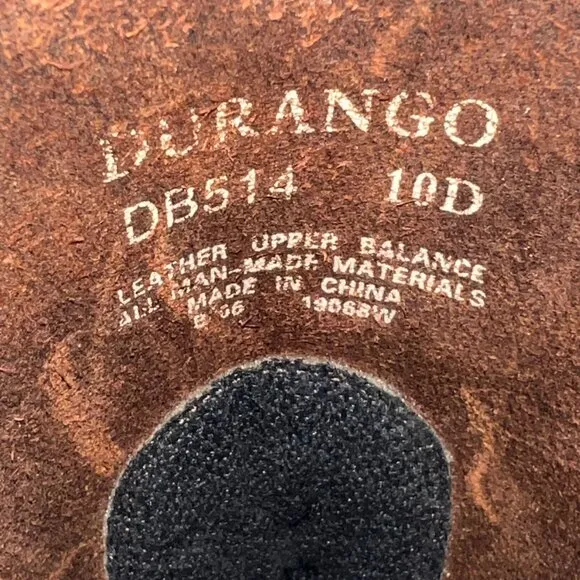 DURANGO
DB514 10D
LEATHER UPPER BALANCE
ALL MAN-MADE MATERIALS
MADE IN CHINA